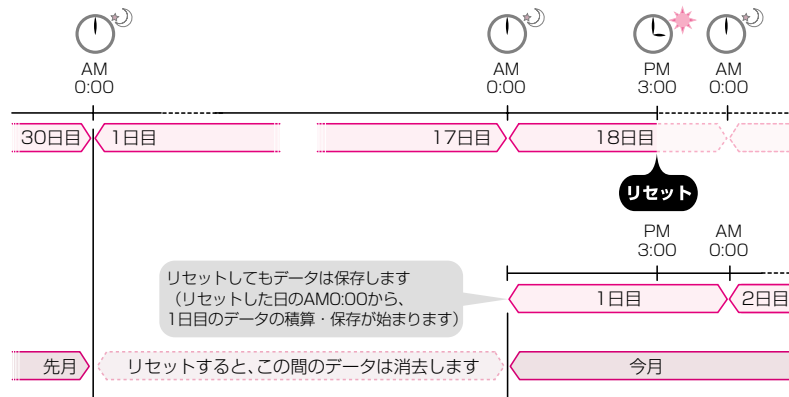 AM
0:00
AM
0:00
PM
3:00
AM
0:00
30日目
1日目
17日目
18日目
リセット
PM
3:00
AM
0:00
リセットしてもデータは保存します
（リセットした日のAM0:00から、
1日目のデータの積算・保存が始まります）
1日目
2日目
先月
リセットすると、この間のデータは消去します
今月